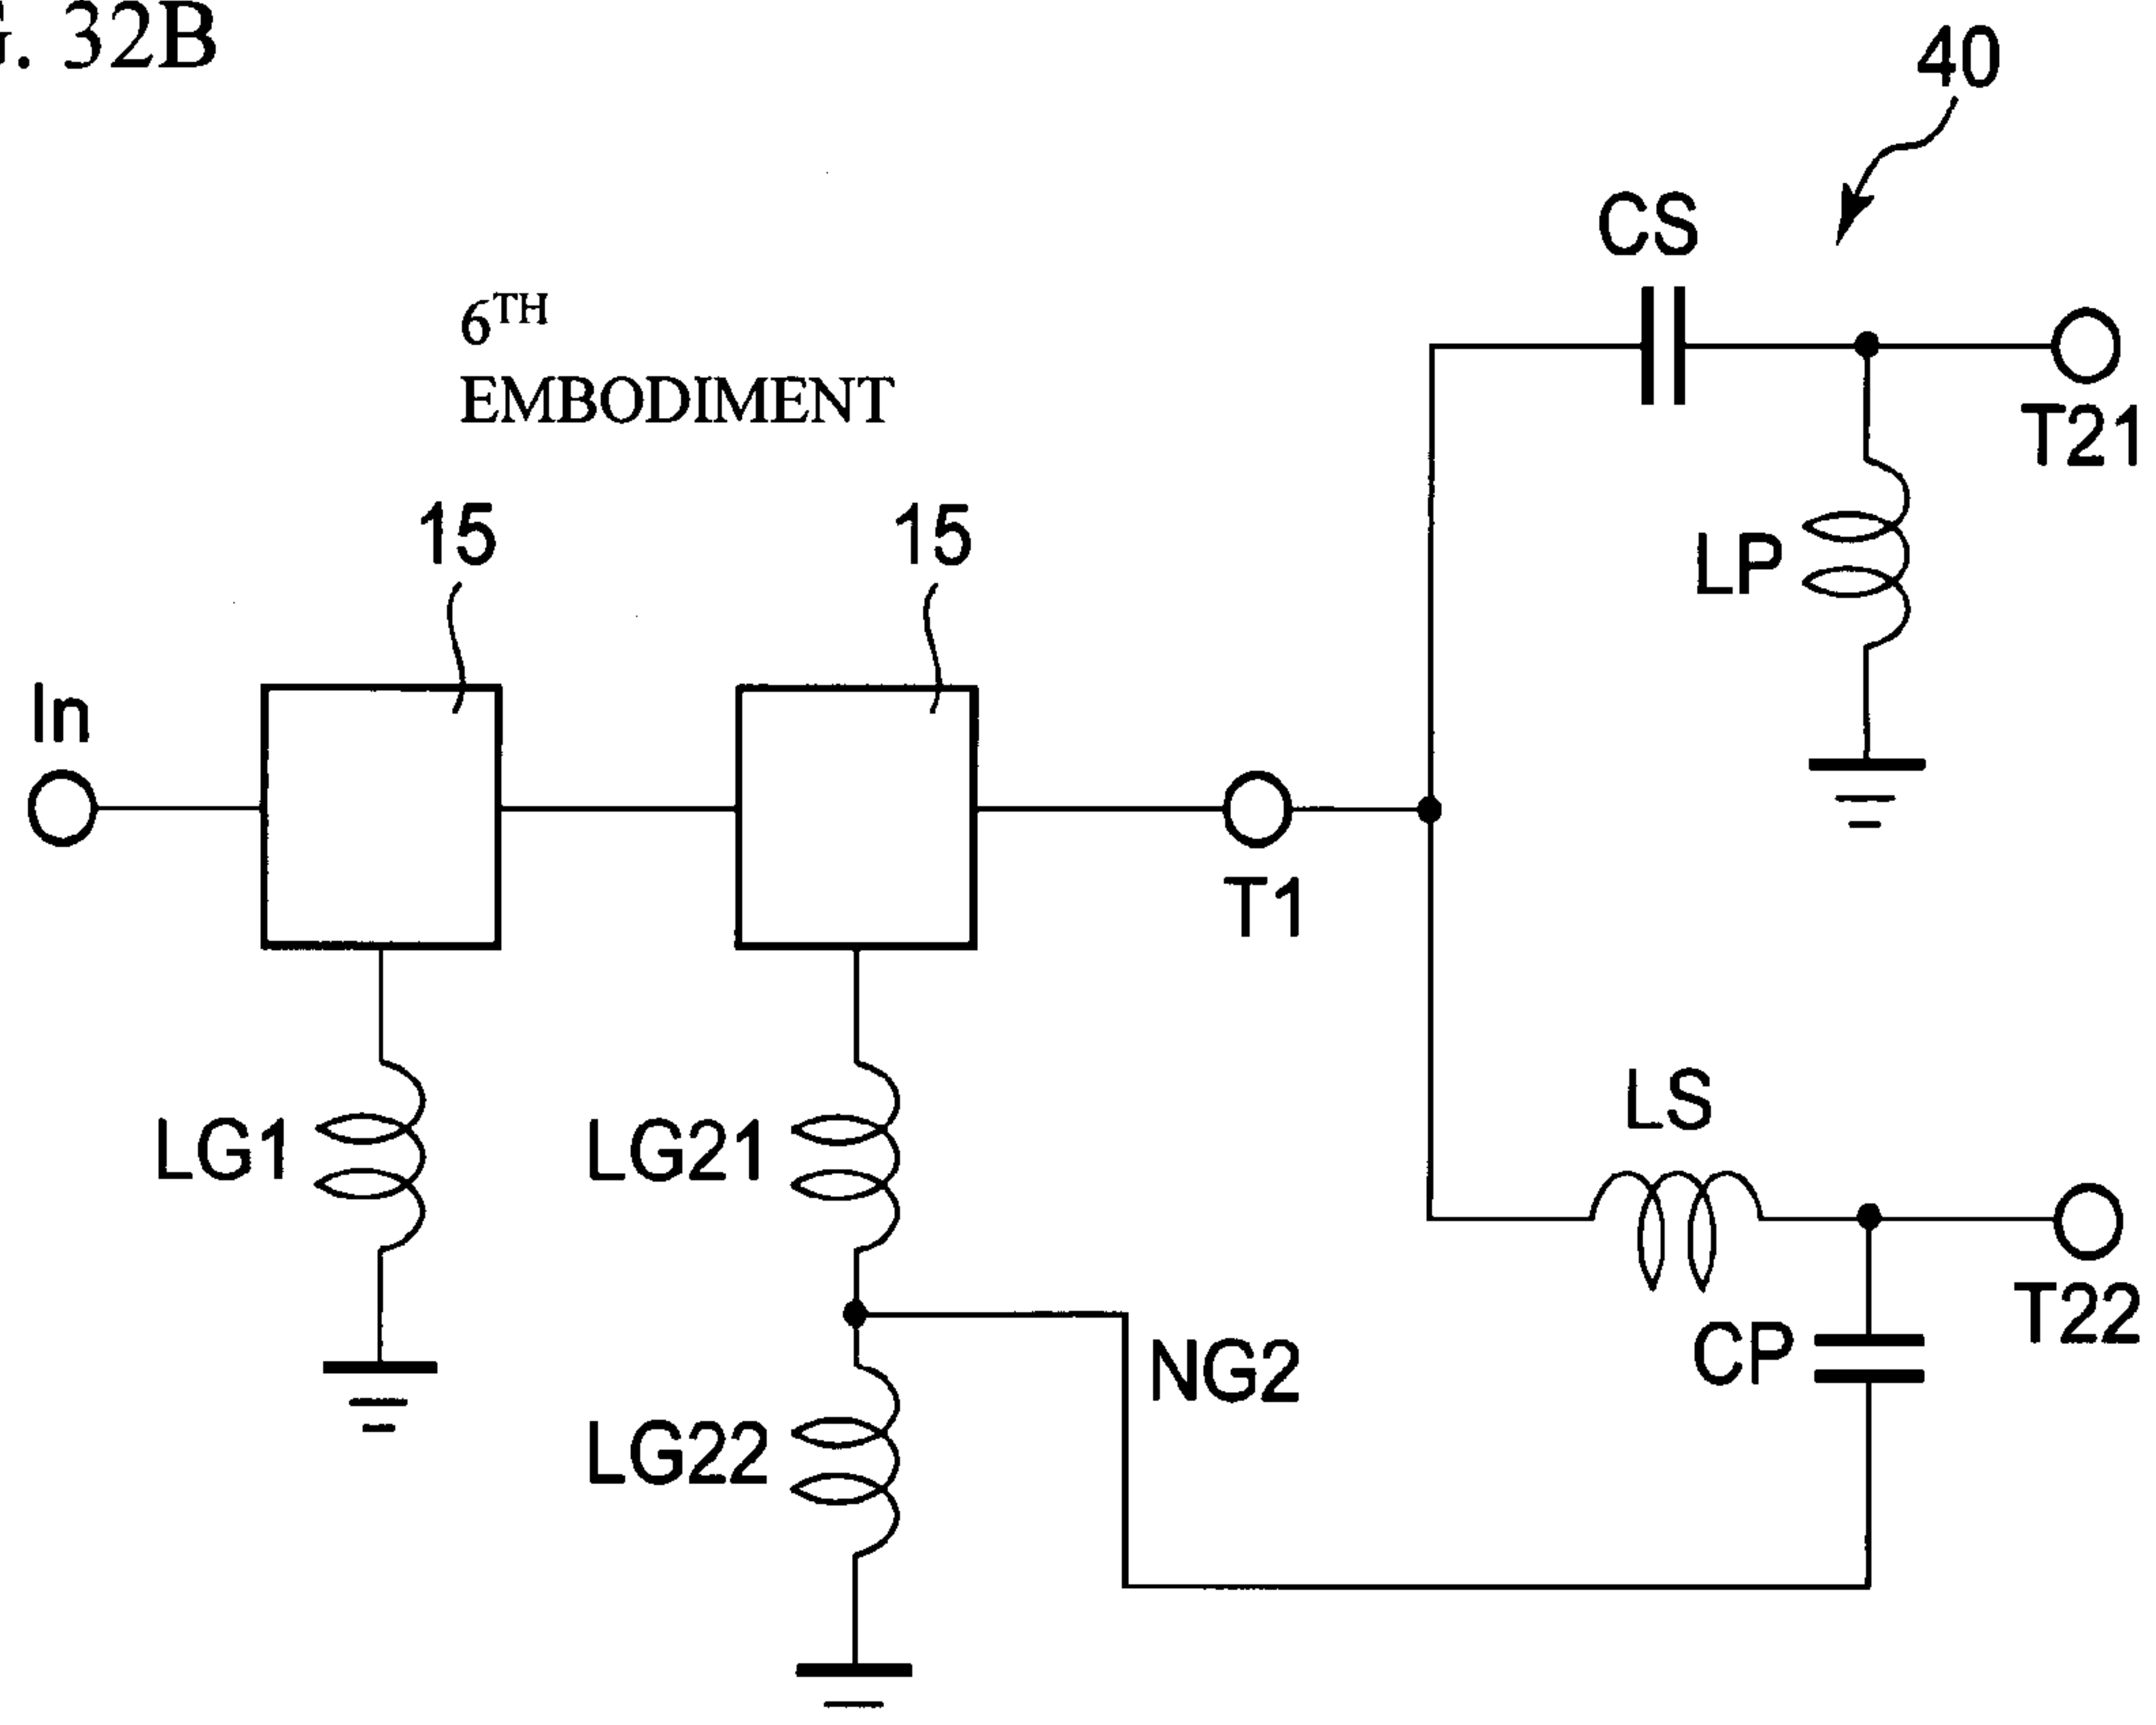 G. 32B
40
CS
6TH
EMBODIMENT
T21
LP
15
15
In
T1
LS
LG1
LG21
T22
NG2
CP
LG22